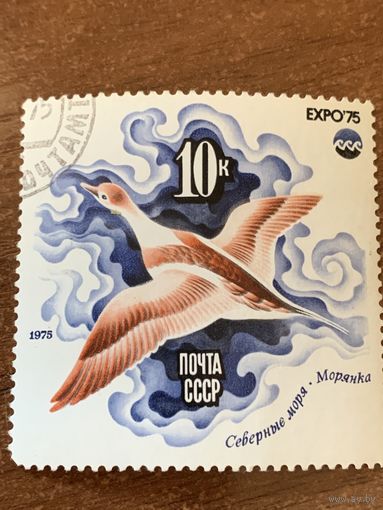 EXPO'75
10к
1975
ПОЧТА
СССР
Северные моря · Морянка